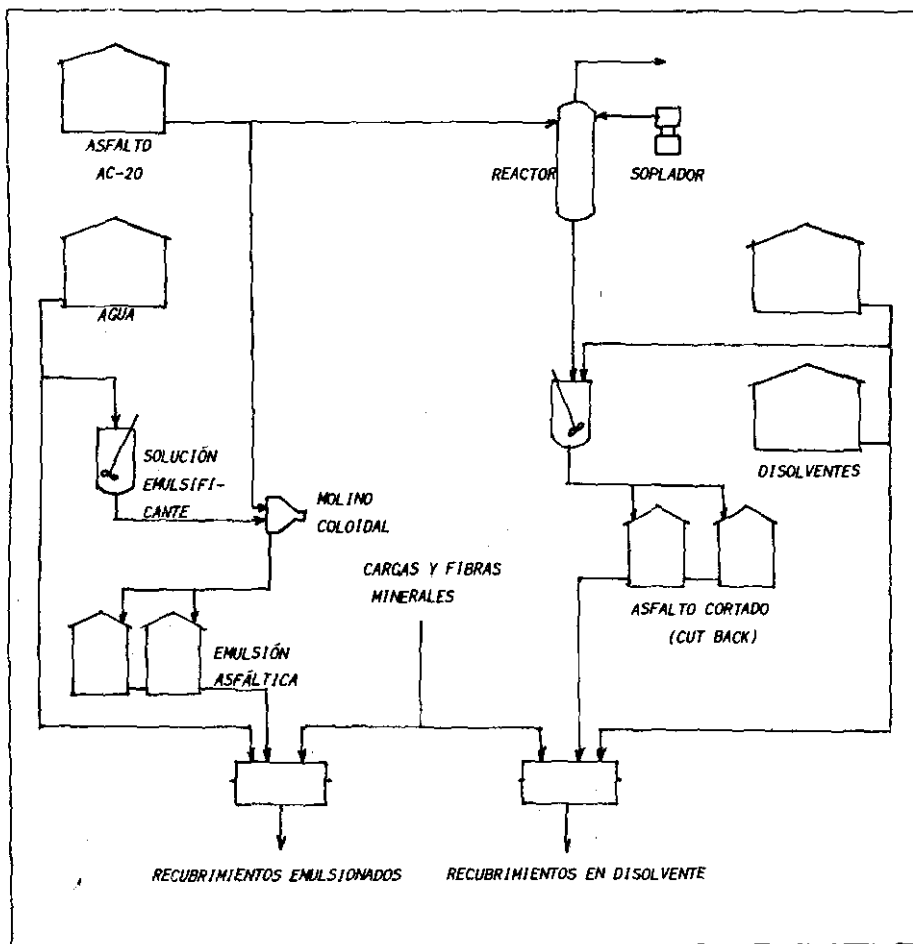 ASFALTO
AC-20
REACTOR
SOPLADOR
AGUA
SOLUCIÓN
EMULSIFI-
CANTE
MOLINO
COLOIDAL
DISOLVENTES
CARGAS Y FIBRAS
MINERALES
ASFALTO CORTADO
(CUT BACK)
EMULSIÓN
ASFÁLTICA
RECUBRIMIENTOS EMULSIONADOS
RECUBRIMIENTOS EN DISOLVENTE